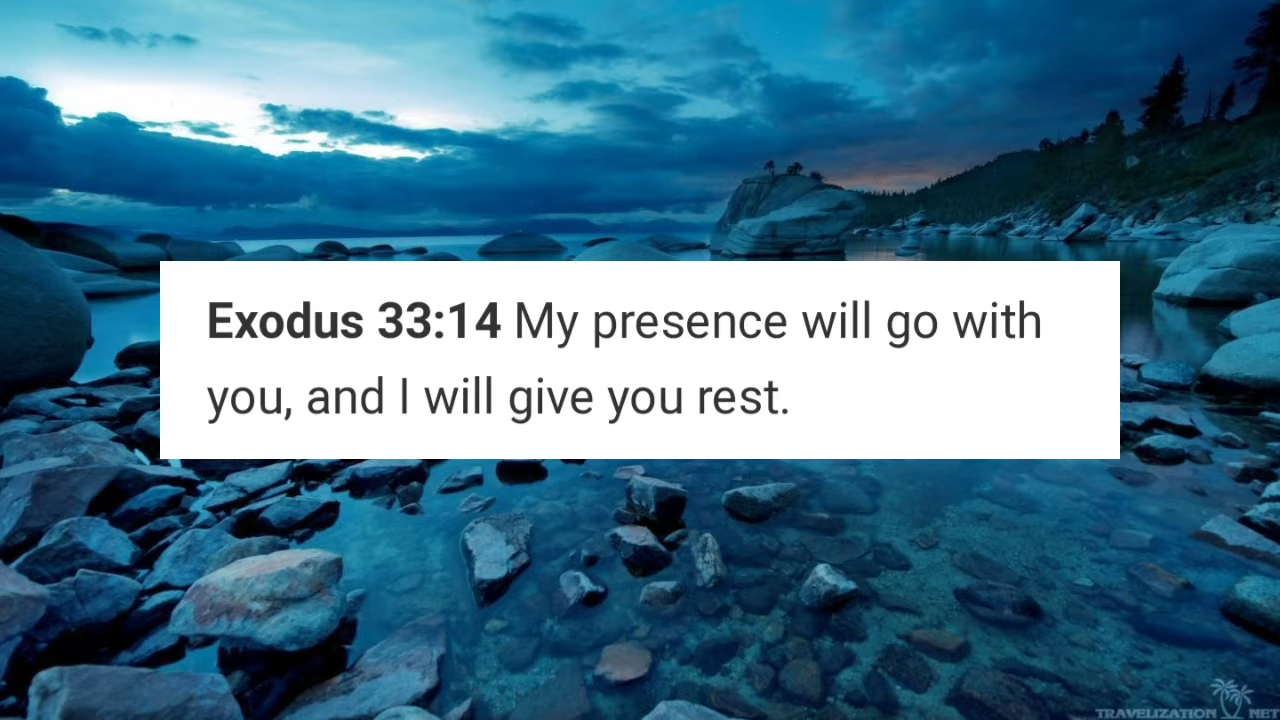 Exodus 33:14 My presence will go with
you, and I will give you rest.
TRAVELIZATION NET